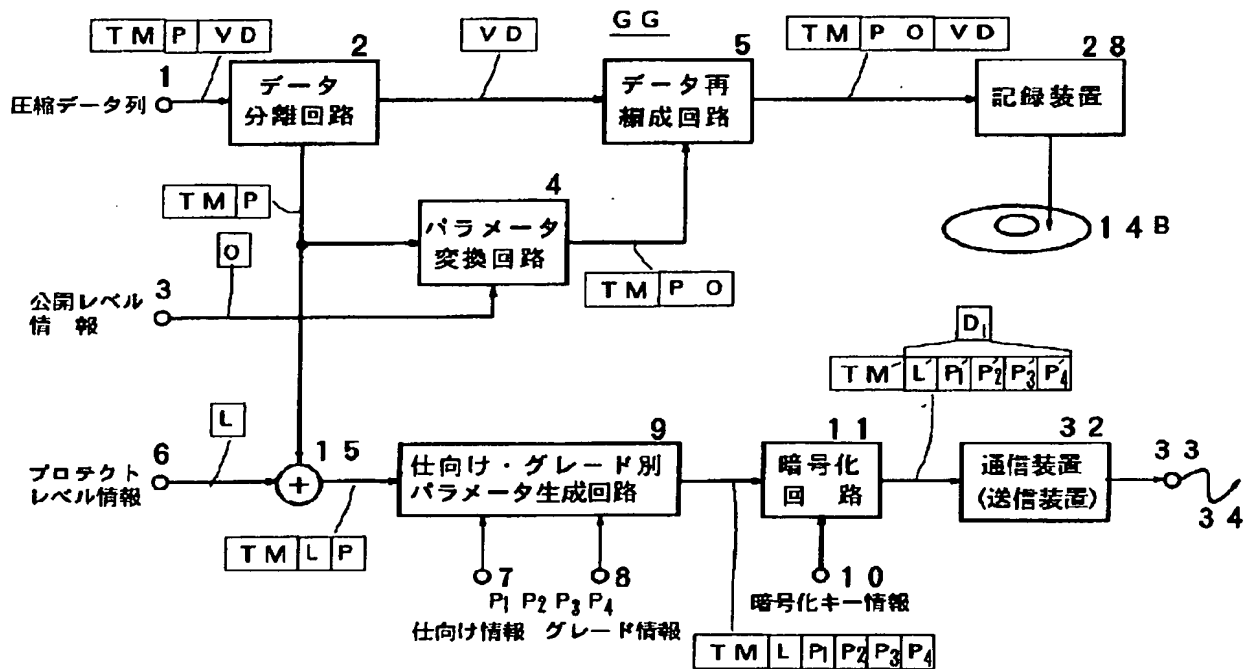 GG
TM P VD
1
圧縮データ列
2
データ
分離回路
VD
5
データ再
編成回路
TM P O VD
28
記録装置
14B
TM P
O
3
公開レベル
情 報
4
パラメータ
変換回路
TM P O
L
6
プロテクト
レベル情報
15
+
TM L P
9
仕向け・グレード別
パラメータ生成回路
7
8
P1 P2 P3 P4
仕向け情報 グレード情報
TM L P1 P2 P3 P4
11
暗号化
回 路
10
暗号化キー情報
D1
TM´ L´ P1´ P2´ P3´ P4´
32
通信装置
(送信装置)
33
34